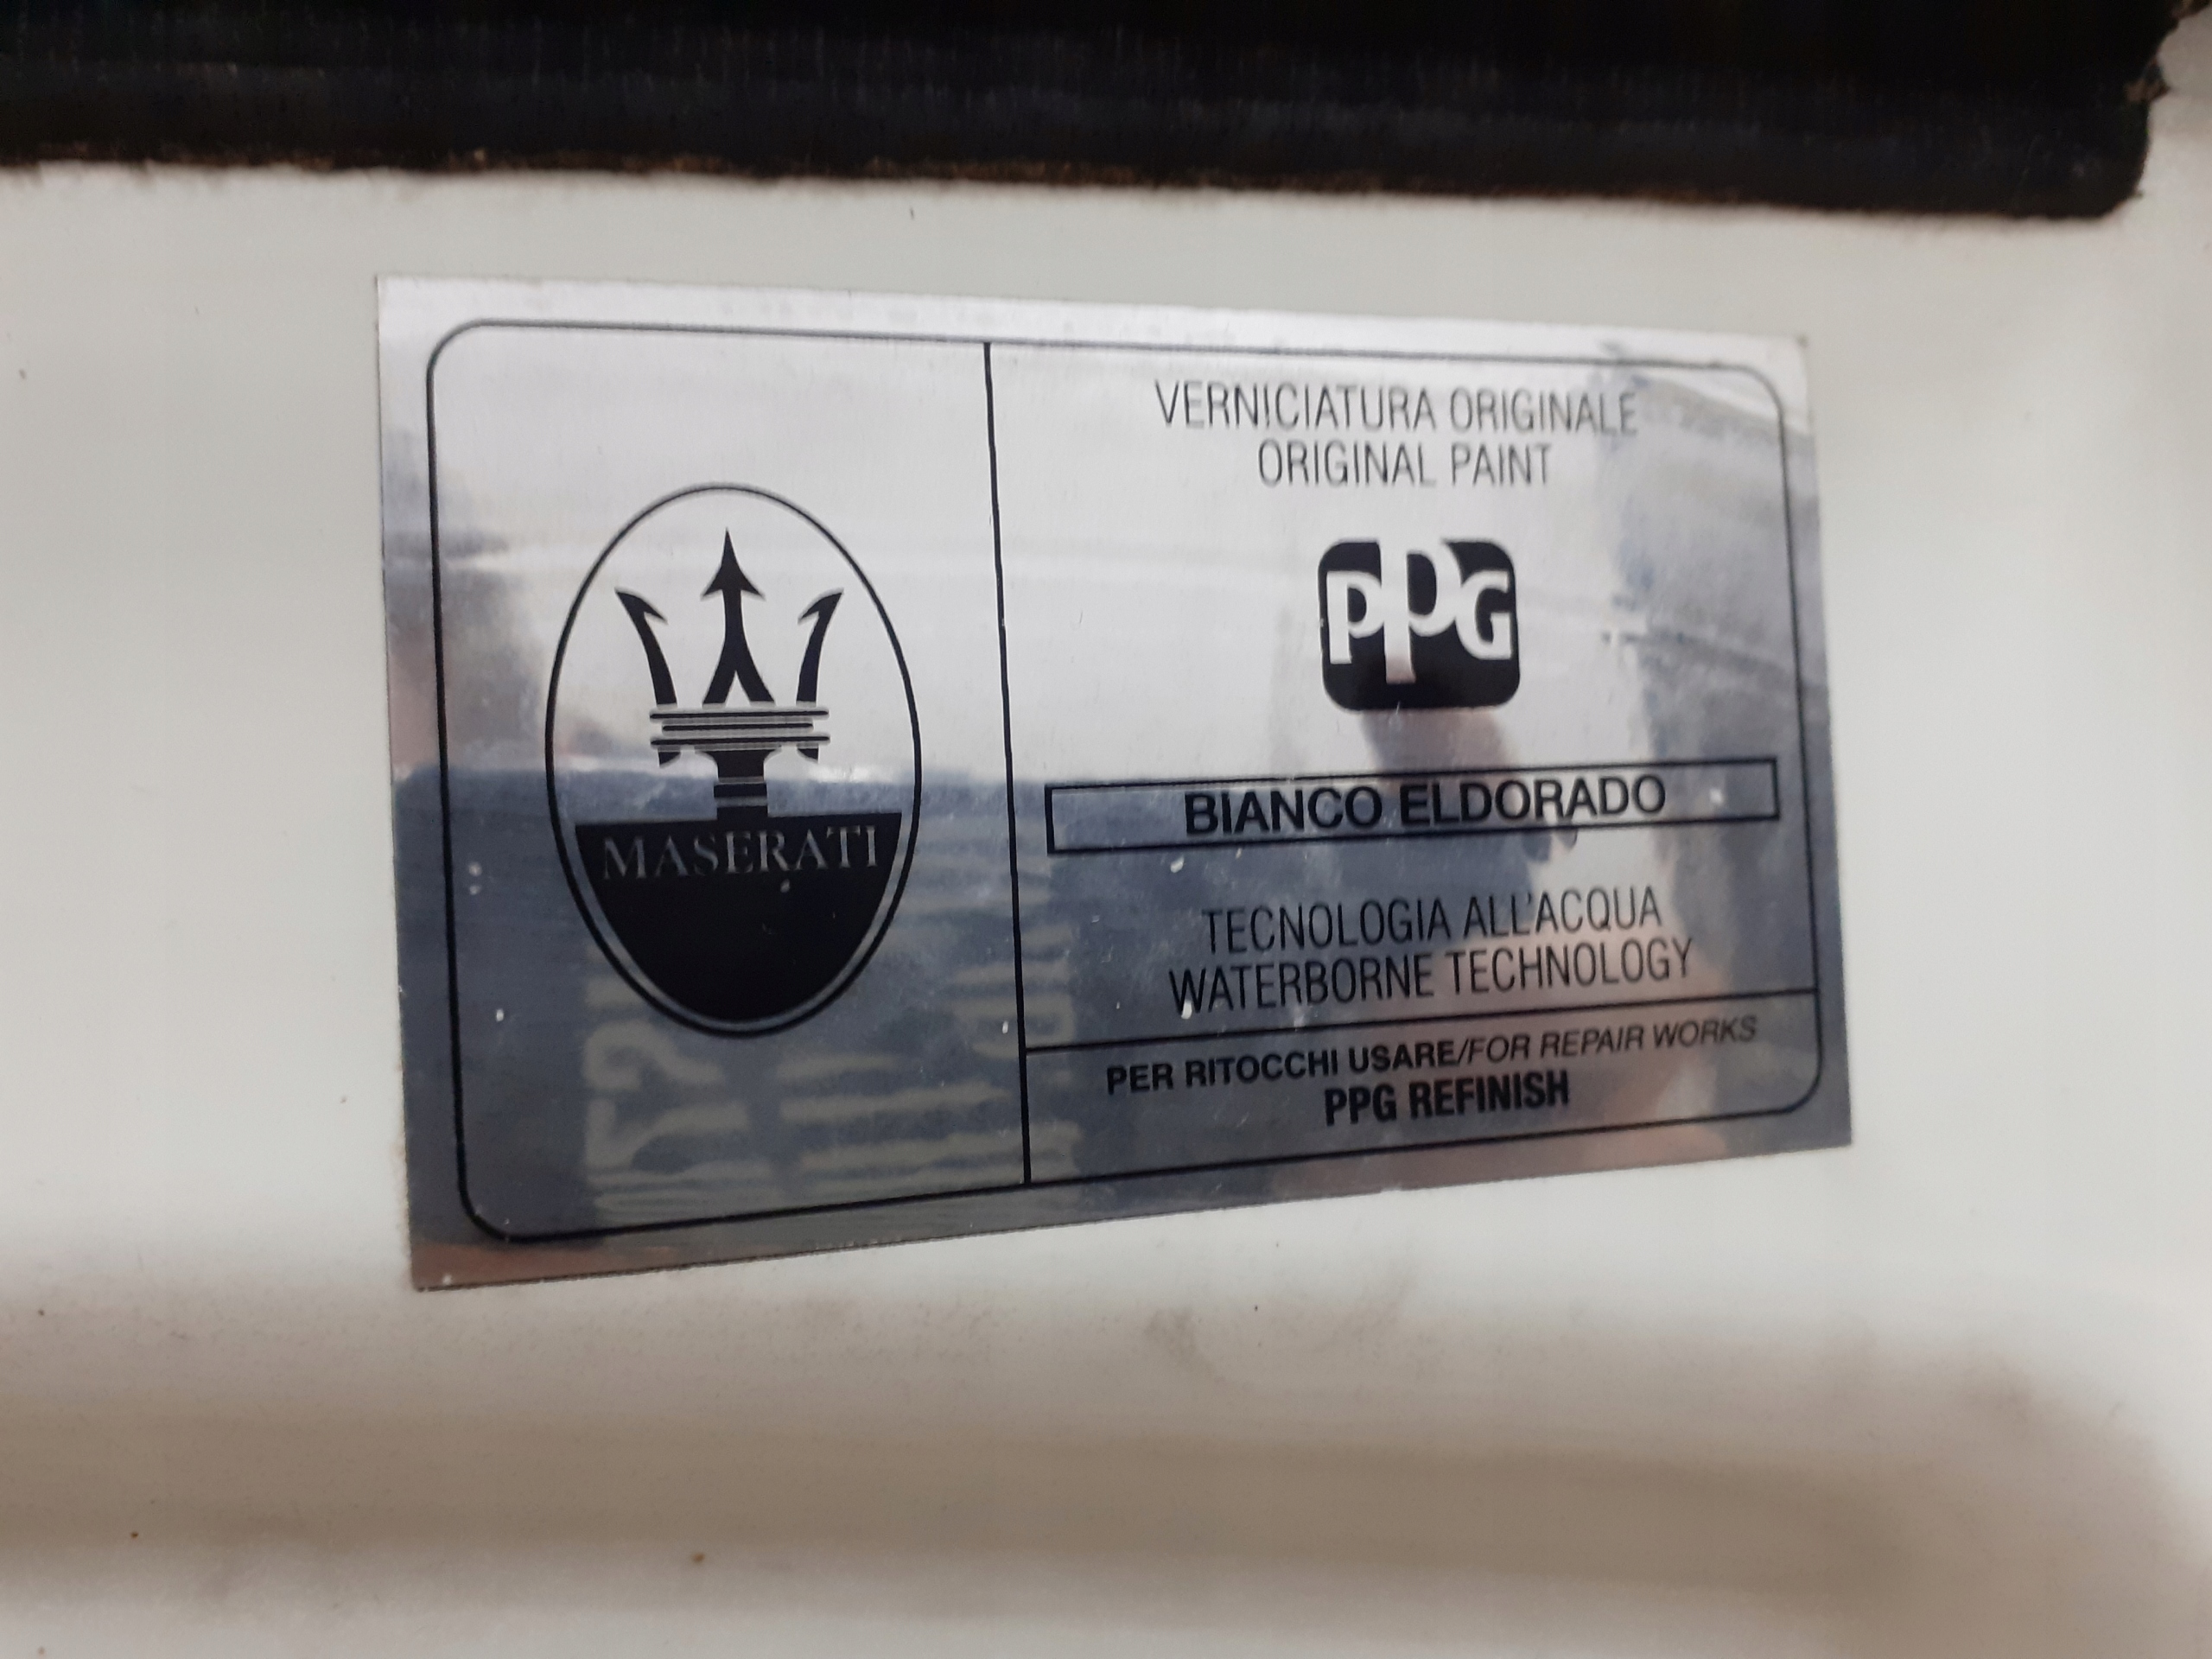 MASERATI
VERNICIATURA ORIGINALE
ORIGINAL PAINT
PPG
BIANCO ELDORADO
TECNOLOGIA ALL'ACQUA
WATERBORNE TECHNOLOGY
PER RITOCCHI USARE/FOR REPAIR WORKS
PPG REFINISH